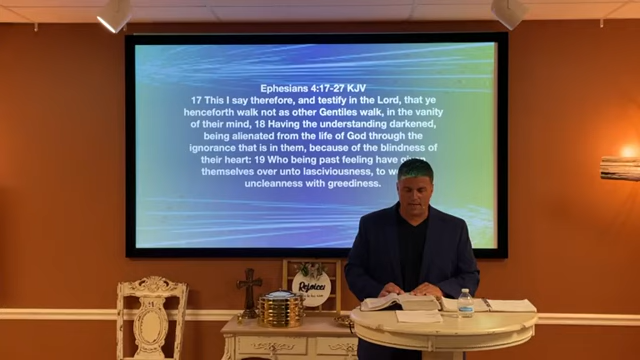 Ephesians 4:17-27 KJV
17 This I say therefore, and testify in the Lord, that ye
henceforth walk not as other Gentiles walk, in the vanity
of their mind, 18 Having the understanding darkened,
being alienated from the life of God through the
ignorance that is in them, because of the blindness of
their heart: 19 Who being past feeling have given
themselves over unto lasciviousness, to
uncleanness with greediness.
Rejoice